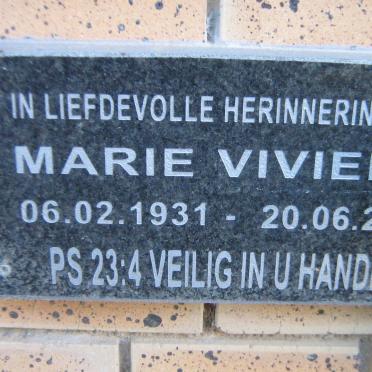 IN LIEFDEVOLLE HERINNERIN
MARIE VIVIE
06.02.1931 - 20.06.2
PS 23:4 VEILIG IN U HAND